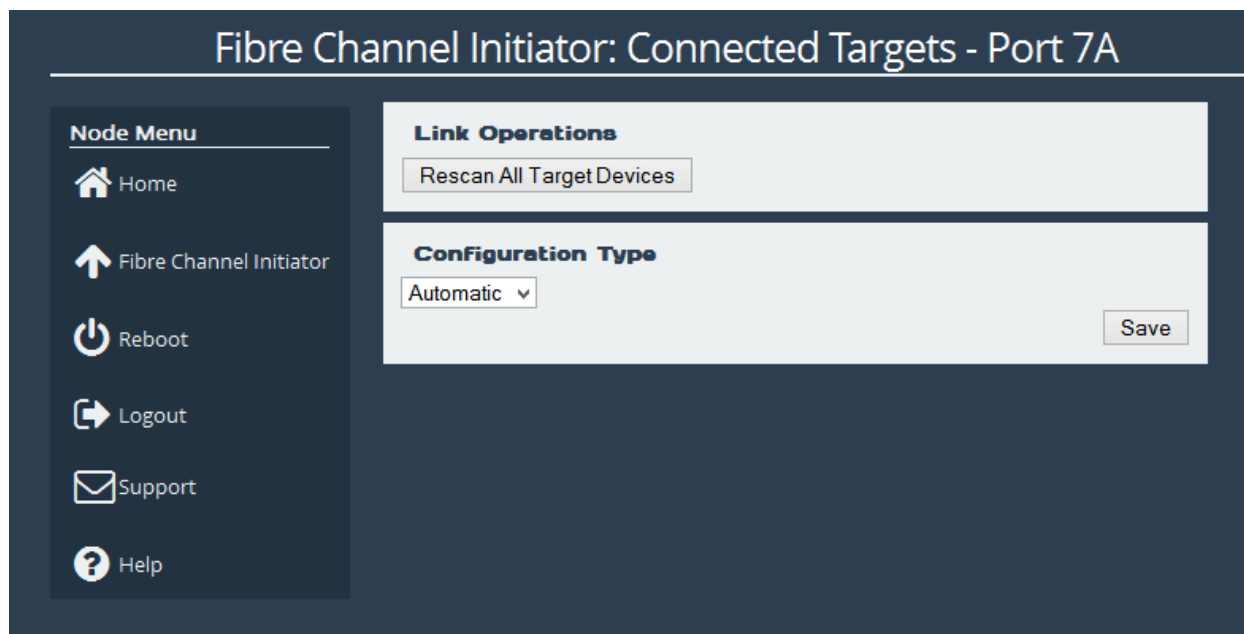 Fibre Channel Initiator: Connected Targets - Port 7A
Node Menu
Home
Fibre Channel Initiator
Reboot
Logout
Support
Help
Link Operations
Rescan All Target Devices
Configuration Type
Automatic
Save